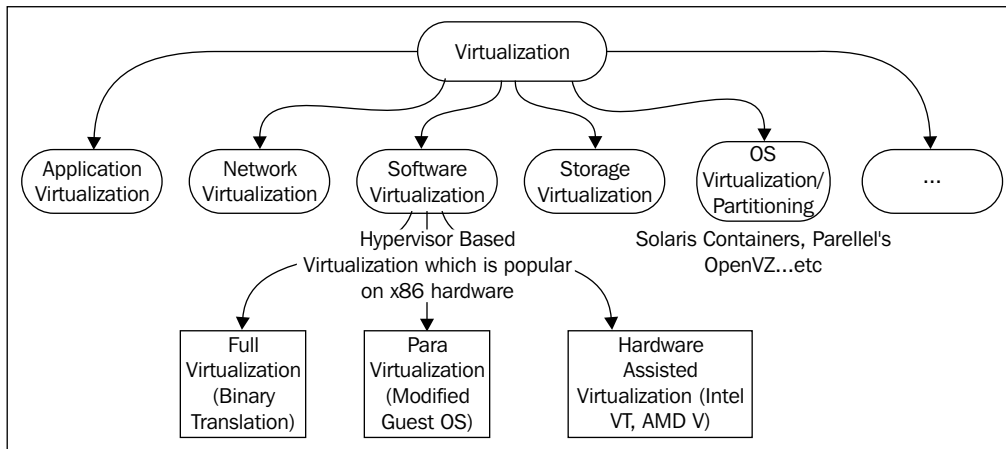 Virtualization
Application
Virtualization
Network
Virtualization
Software
Virtualization
Storage
Virtualization
OS
Virtualization/
Partitioning
...
Hypervisor Based
Virtualization which is popular
on x86 hardware
Solaris Containers, Parellel's
OpenVZ...etc
Full
Virtualization
(Binary
Translation)
Para
Virtualization
(Modified
Guest OS)
Hardware
Assisted
Virtualization (Intel
VT, AMD V)